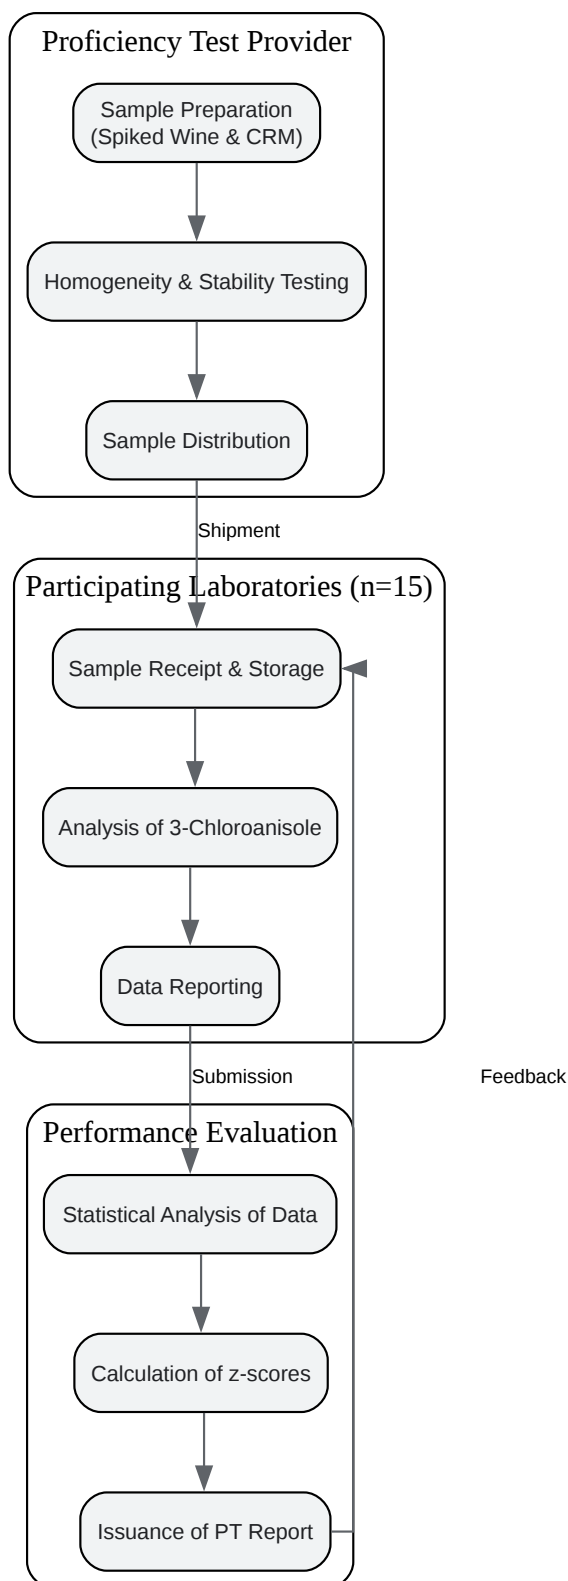 Proficiency Test Provider
Sample Preparation
(Spiked Wine & CRM)
Homogeneity & Stability Testing
Sample Distribution
Shipment
Participating Laboratories (n=15)
Sample Receipt & Storage
Analysis of 3-Chloroanisole
Data Reporting
Submission
Feedback
Performance Evaluation
Statistical Analysis of Data
Calculation of z-scores
Issuance of PT Report